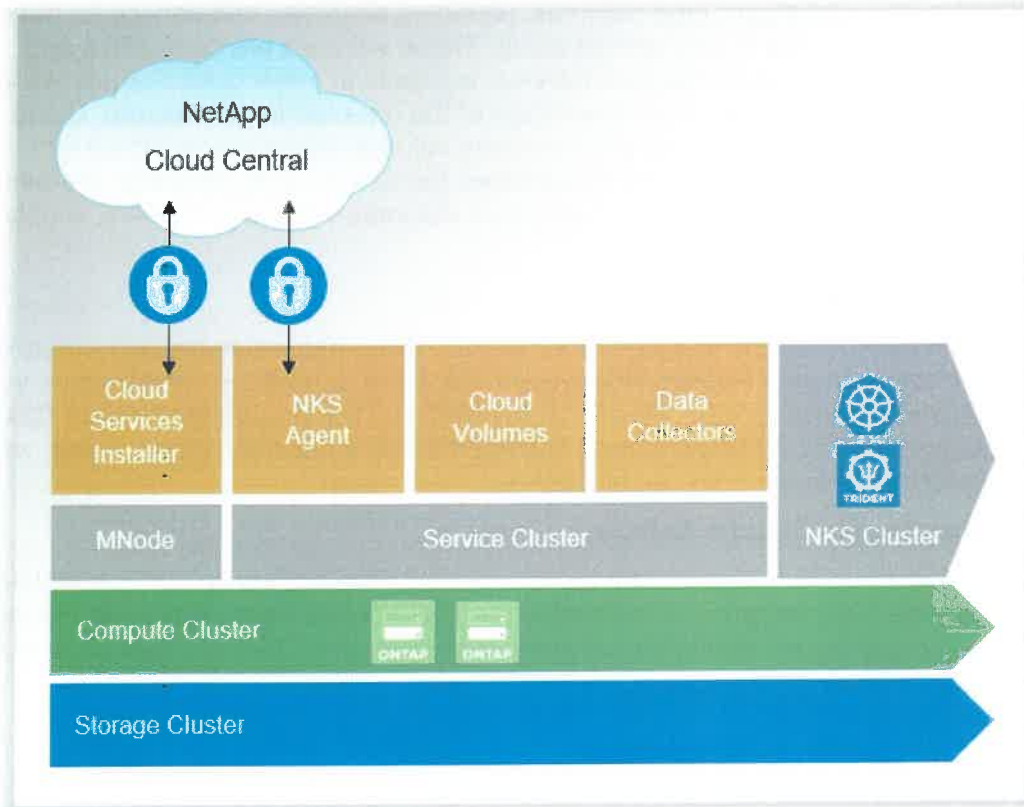 NetApp
Cloud Central
Cloud
Services
Installer
NKS
Agent
Cloud
Volumes
Data
Collectors
TRIDENT
MNode
Service Cluster
NKS Cluster
Compute Cluster
ONTAP
ONTAP
Storage Cluster